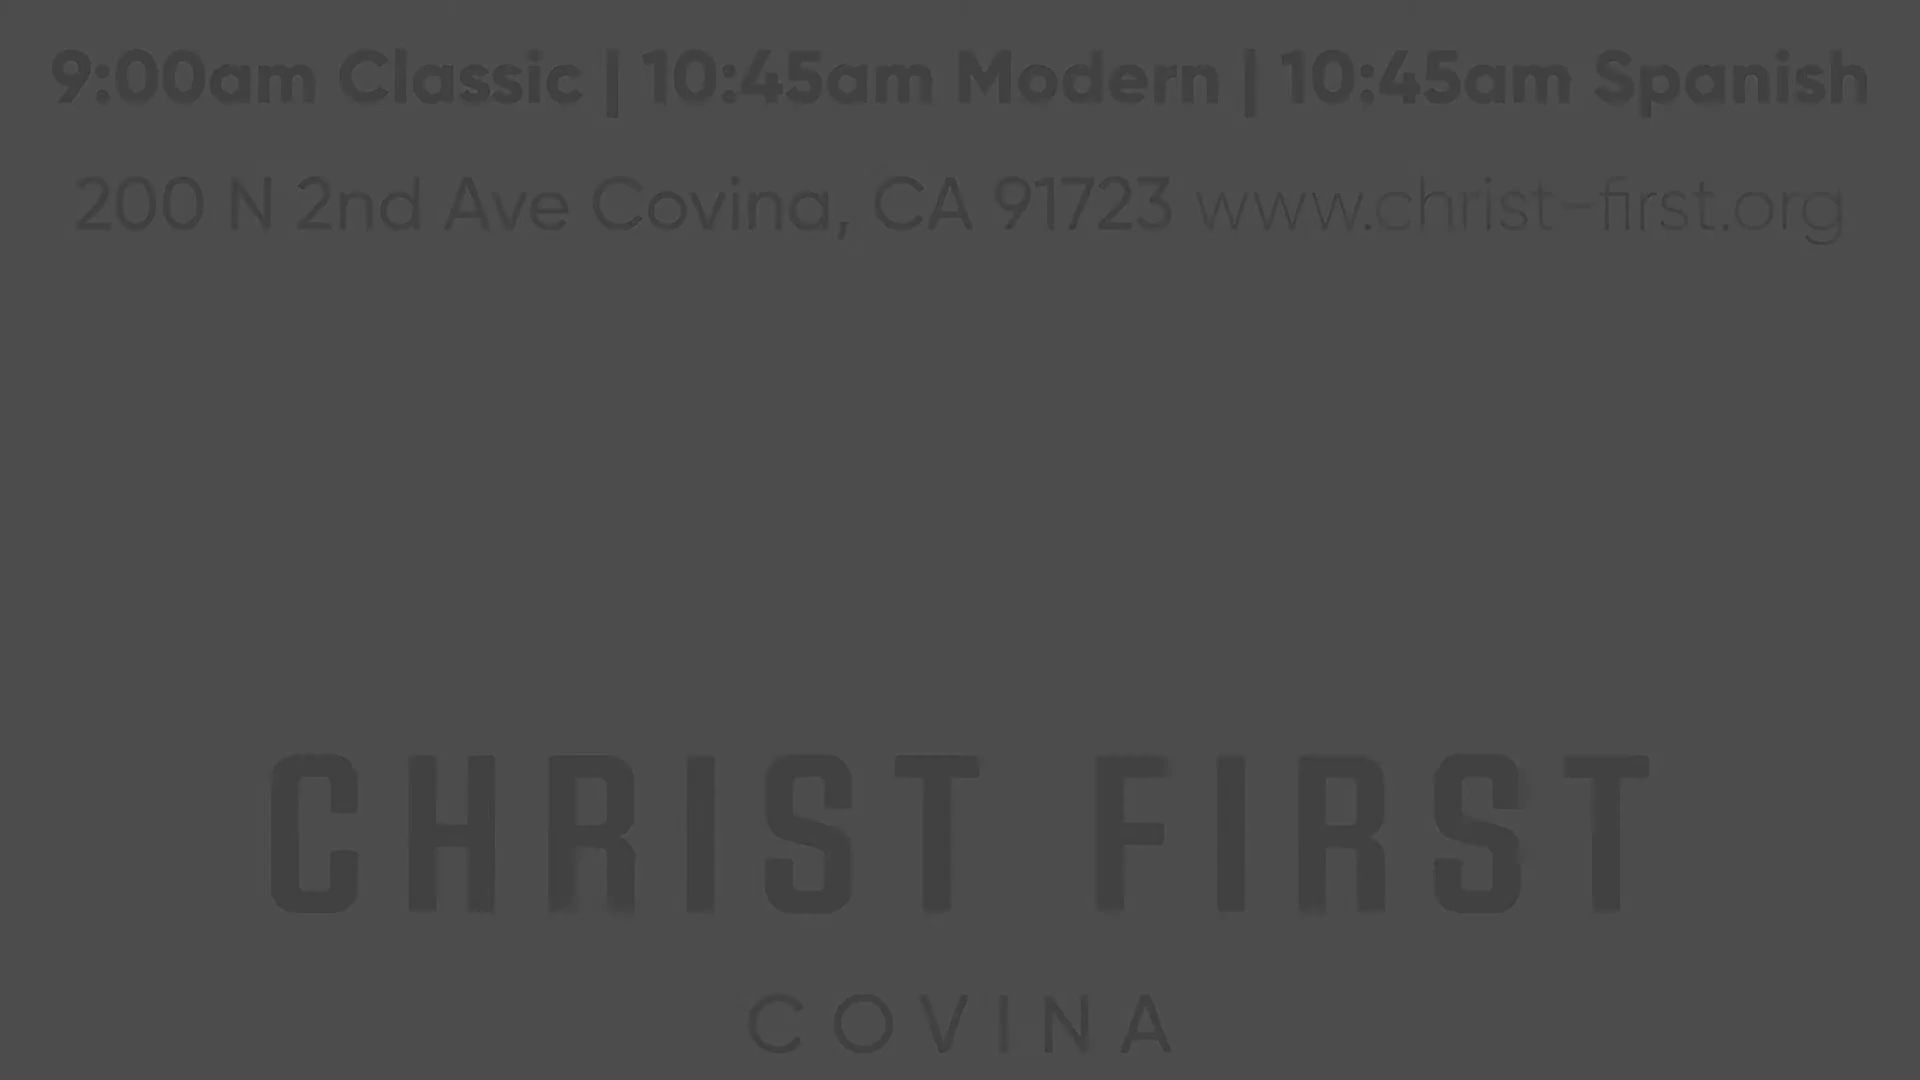 9:00am Classic | 10:45am Modern | 10:45am Spanish
200 N 2nd Ave Covina, CA 91723 www.christ-first.org
CHRIST FIRST
COVINA